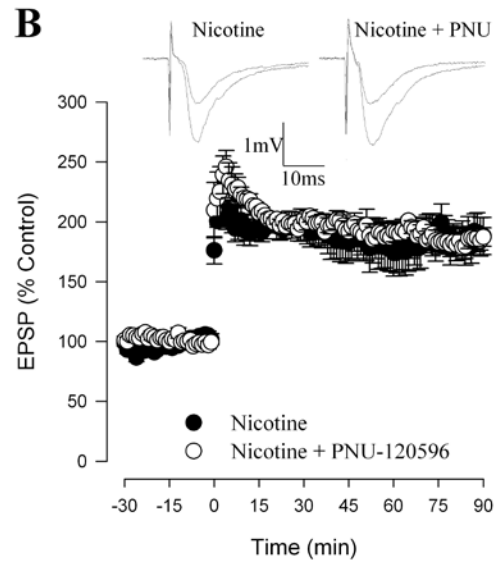 B
Nicotine
Nicotine + PNU
1mV
10ms
300
250
200
150
100
50
0
EPSP (% Control)
Nicotine
Nicotine + PNU-120596
-30 -15 0 15 30 45 60 75 90
Time (min)